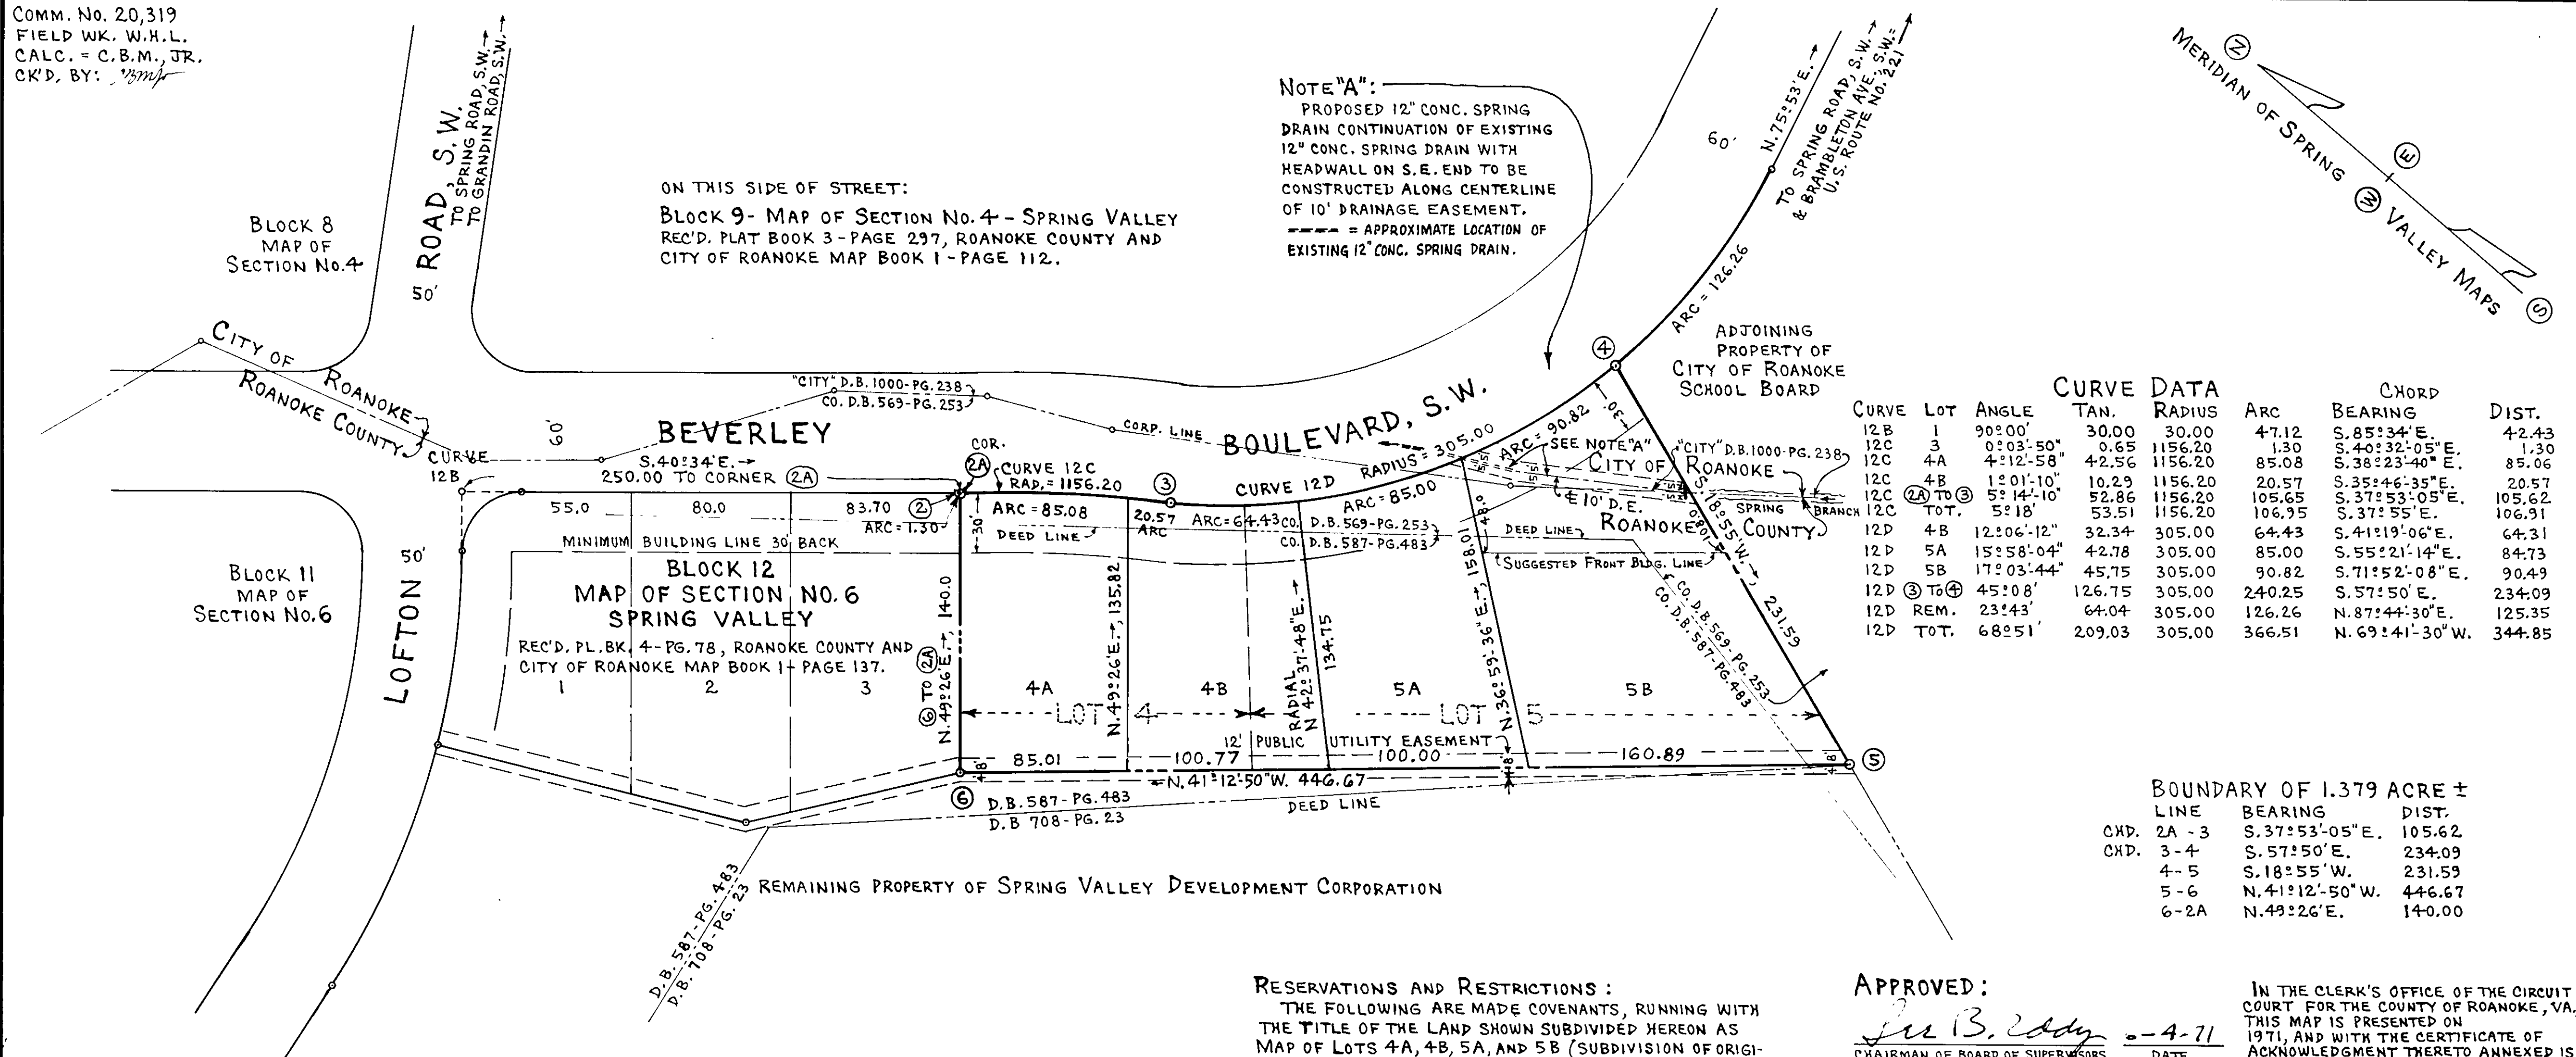 COMM. NO. 20,319
FIELD WK. W.H.L.
CALC. = C.B.M., JR.
CK'D. BY:
ROAD, S.W.
TO SPRING ROAD, S.W.→
TO GRANDIN ROAD, S.W.→
50'
BLOCK 8
MAP OF
SECTION NO.4
ON THIS SIDE OF STREET:
BLOCK 9- MAP OF SECTION NO. 4 - SPRING VALLEY
REC'D. PLAT BOOK 3 - PAGE 297, ROANOKE COUNTY AND
CITY OF ROANOKE MAP BOOK 1 - PAGE 112.
NOTE "A":
PROPOSED 12" CONC. SPRING
DRAIN CONTINUATION OF EXISTING
12" CONC. SPRING DRAIN WITH
HEADWALL ON S.E. END TO BE
CONSTRUCTED ALONG CENTERLINE
OF 10' DRAINAGE EASEMENT.
---- = APPROXIMATE LOCATION OF
EXISTING 12" CONC. SPRING DRAIN.
60'
N.75°53'E.→
TO SPRING ROAD, S.W.→
& BRAMBLETON AVE., S.W.=
U.S. ROUTE NO. 221
ARC = 126.26
MERIDIAN OF SPRING VALLEY MAPS
N
E
W
S
CITY OF ROANOKE
ROANOKE COUNTY
"CITY" D.B.1000-PG.238
CO. D.B.569-PG.253
CORP. LINE
60'
BEVERLEY
BOULEVARD, S.W.
CURVE
12B
S.40°34'E.→
250.00 TO CORNER 2A
COR.
2A
CURVE 12C
RAD.= 1156.20
3
CURVE 12D
RADIUS = 305.00
ARC = 90.82
30'
4
ADJOINING
PROPERTY OF
CITY OF ROANOKE
SCHOOL BOARD
SEE NOTE "A"
"CITY" D.B.1000-PG.238
CITY OF ROANOKE
ROANOKE COUNTY
SPRING BRANCH
℄ 10' D.E.
15'
15'
108.0
S.18°55'W.→
231.59
55.0
80.0
83.70
2
ARC=1.30
30'
ARC = 85.08
20.57
ARC
ARC=64.43
ARC = 85.00
CO. D.B.569-PG.253
CO. D.B.587-PG.483
DEED LINE
DEED LINE
48.0
SUGGESTED FRONT BLDG. LINE
MINIMUM BUILDING LINE 30' BACK
BLOCK 12
MAP OF SECTION NO. 6
SPRING VALLEY
REC'D. PL.BK. 4-PG.78, ROANOKE COUNTY AND
CITY OF ROANOKE MAP BOOK 1 - PAGE 137.
1
2
3
BLOCK 11
MAP OF
SECTION NO.6
50'
LOFTON
6 TO 2A
N.49°26'E.→ 140.0
N.49°26'E.→, 135.82
RADIAL
N 42°37'-48"E.→
134.75
N.36°59'-36"E.→, 158.01
CO. D.B.569-PG.253
CO. D.B.587-PG.483
4A
4B
5A
5B
LOT 4
LOT 5
12' PUBLIC UTILITY EASEMENT
85.01
100.77
100.00
160.89
4'
8'
8'
4'
8'
5
6
N.41°12'-50"W. 446.67
D.B. 587-PG. 483
D.B 708-PG. 23
DEED LINE
D.B. 587-PG. 483
D.B. 708-PG. 23
REMAINING PROPERTY OF SPRING VALLEY DEVELOPMENT CORPORATION
CURVE DATA
CHORD
CURVE LOT ANGLE TAN. RADIUS ARC BEARING DIST.
12B 1 90°00' 30.00 30.00 47.12 S.85°34'E. 42.43
12C 3 0°03'-50" 0.65 1156.20 1.30 S.40°32'-05"E. 1.30
12C 4A 4°12'-58" 42.56 1156.20 85.08 S.38°23'-40"E. 85.06
12C 4B 1°01'-10" 10.29 1156.20 20.57 S.35°46'-35"E. 20.57
12C 2A TO 3 5°14'-10" 52.86 1156.20 105.65 S.37°53'-05"E. 105.62
12C TOT. 5°18' 53.51 1156.20 106.95 S.37°55'E. 106.91
12D 4B 12°06'-12" 32.34 305.00 64.43 S.41°19'-06"E. 64.31
12D 5A 15°58'-04" 42.78 305.00 85.00 S.55°21'-14"E. 84.73
12D 5B 17°03'-44" 45.75 305.00 90.82 S.71°52'-08"E. 90.49
12D 3 TO 4 45°08' 126.75 305.00 240.25 S.57°50'E. 234.09
12D REM. 23°43' 64.04 305.00 126.26 N.87°44'-30"E. 125.35
12D TOT. 68°51' 209.03 305.00 366.51 N.69°41'-30"W. 344.85
BOUNDARY OF 1.379 ACRE ±
LINE BEARING DIST.
CHD. 2A - 3 S.37°53'-05"E. 105.62
CHD. 3-4 S.57°50'E. 234.09
4-5 S.18°55'W. 231.59
5-6 N.41°12'-50"W. 446.67
6-2A N.49°26'E. 140.00
RESERVATIONS AND RESTRICTIONS:
THE FOLLOWING ARE MADE COVENANTS, RUNNING WITH
THE TITLE OF THE LAND SHOWN SUBDIVIDED HEREON AS
MAP OF LOTS 4A, 4B, 5A, AND 5B (SUBDIVISION OF ORIGI-
APPROVED:
B. Eddy -4-71
CHAIRMAN OF BOARD OF SUPERVISORS DATE
IN THE CLERK'S OFFICE OF THE CIRCUIT
COURT FOR THE COUNTY OF ROANOKE, VA.
THIS MAP IS PRESENTED ON
1971, AND WITH THE CERTIFICATE OF
ACKNOWLEDGMENT THERETO ANNEXED IS